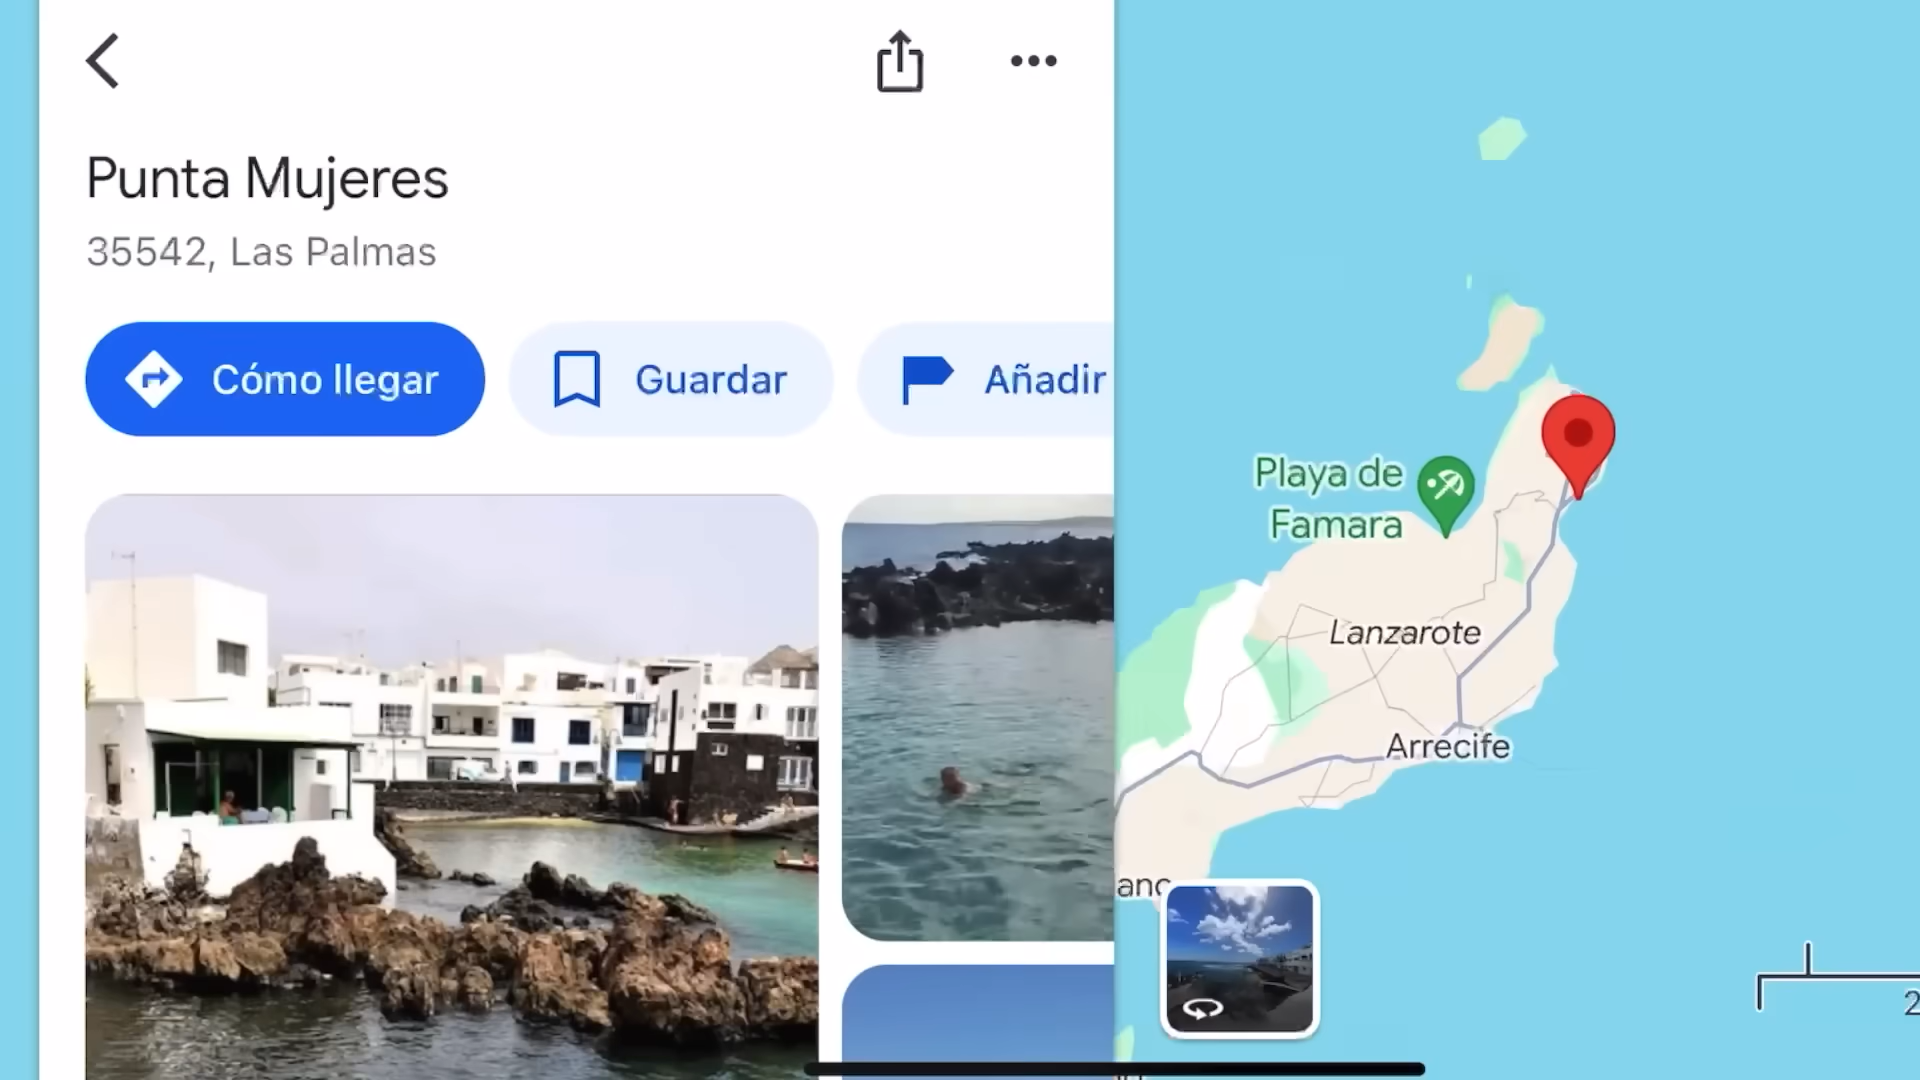 Punta Mujeres
35542, Las Palmas
Cómo llegar
Guardar
Añadir
Playa de
Famara
Lanzarote
Arrecife
2